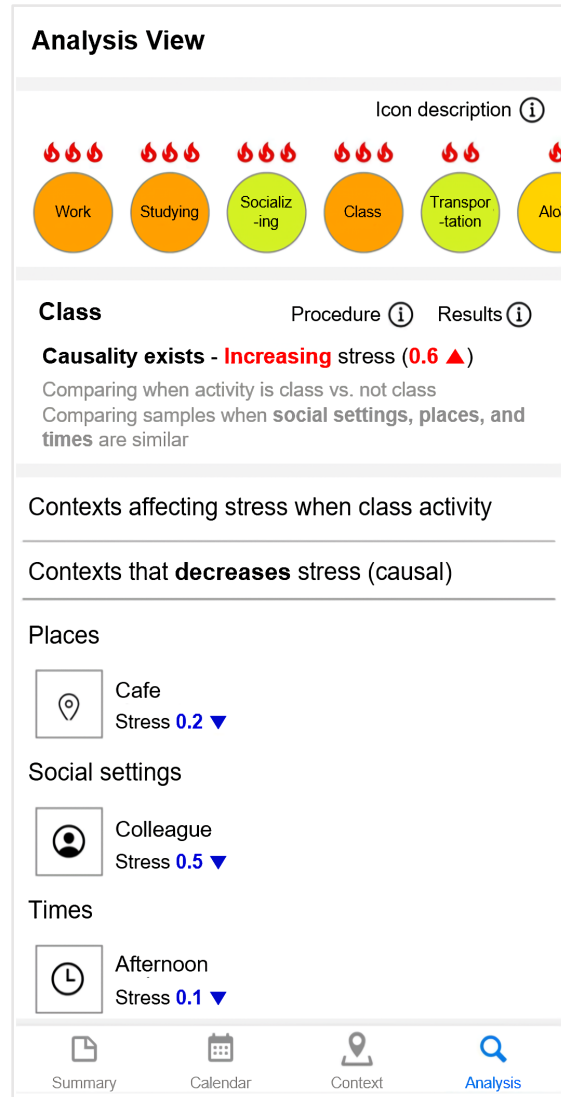 Analysis View
Icon description
Work
Studying
Socializ
-ing
Class
Transpor
-tation
Alo
Class
Procedure
Results
Causality exists - Increasing stress (0.6 ▲)
Comparing when activity is class vs. not class
Comparing samples when social settings, places, and
times are similar
Contexts affecting stress when class activity
Contexts that decreases stress (causal)
Places
Cafe
Stress 0.2 ▼
Social settings
Colleague
Stress 0.5 ▼
Times
Afternoon
Stress 0.1 ▼
Summary
Calendar
Context
Analysis